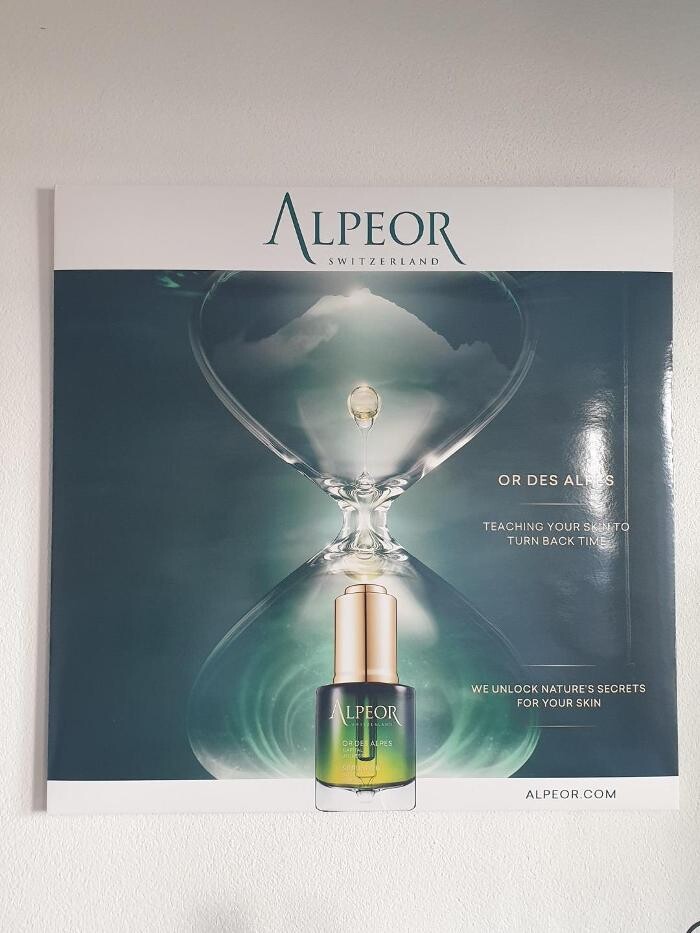 ALPEOR
SWITZERLAND
OR DES ALPES
TEACHING YOUR SKIN TO
TURN BACK TIME
WE UNLOCK NATURE'S SECRETS
FOR YOUR SKIN
ALPEOR
SWITZERLAND
OR DES ALPES
CAPITAL
ALPEOR.COM